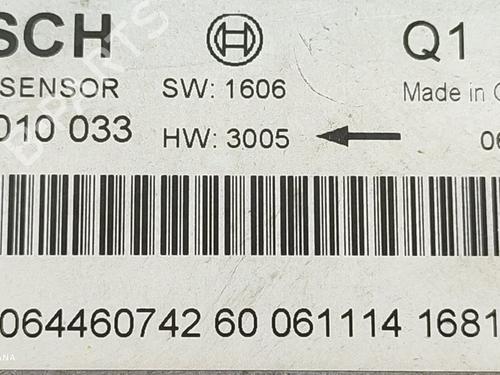 SCH Q1
SENSOR SW: 1606 Made in
010 033 HW: 3005 06
064460742 60 061114 1681